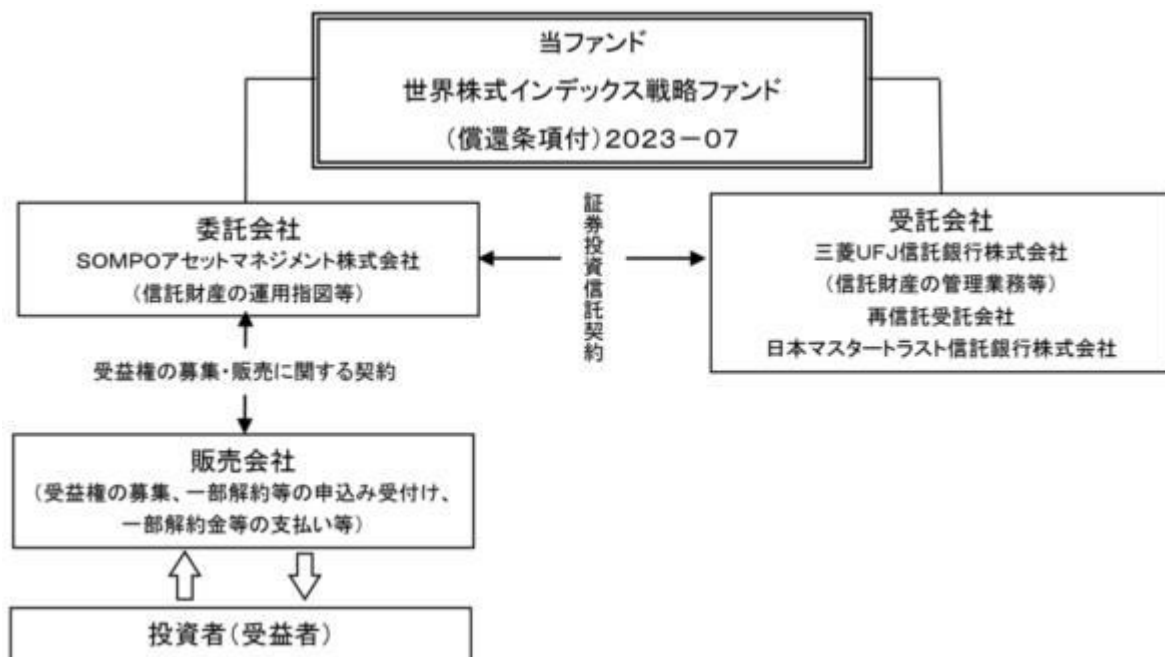 当ファンド
世界株式インデックス戦略ファンド
(償還条項付)2023-07
委託会社
SOMPOアセットマネジメント株式会社
(信託財産の運用指図等)
証券投資信託契約
受託会社
三菱UFJ信託銀行株式会社
(信託財産の管理業務等)
再信託受託会社
日本マスタートラスト信託銀行株式会社
受益権の募集・販売に関する契約
販売会社
(受益権の募集、一部解約等の申込み受付け、
一部解約金等の支払い等)
投資者(受益者)